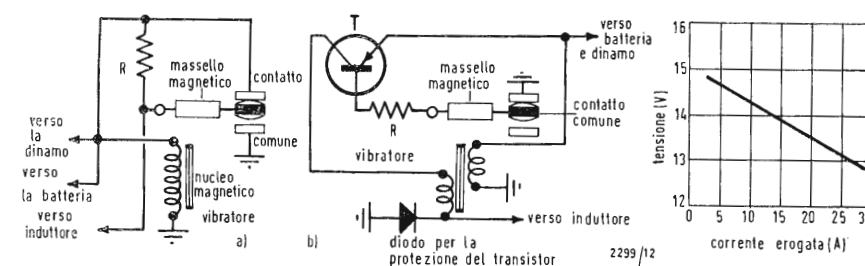 R
massello
magnetico
contatto
comune
verso
la
dinamo
verso
la batteria
verso
induttore
nucleo
magnetico
vibratore
a)
T
verso
batteria
e dinamo
massello
magnetico
R
contatto
comune
vibratore
verso induttore
b)
diodo per la
protezione del transistor
2299/12
tensione (V)
16
15
14
13
12
0 5 10 15 20 25
corrente erogata (A)